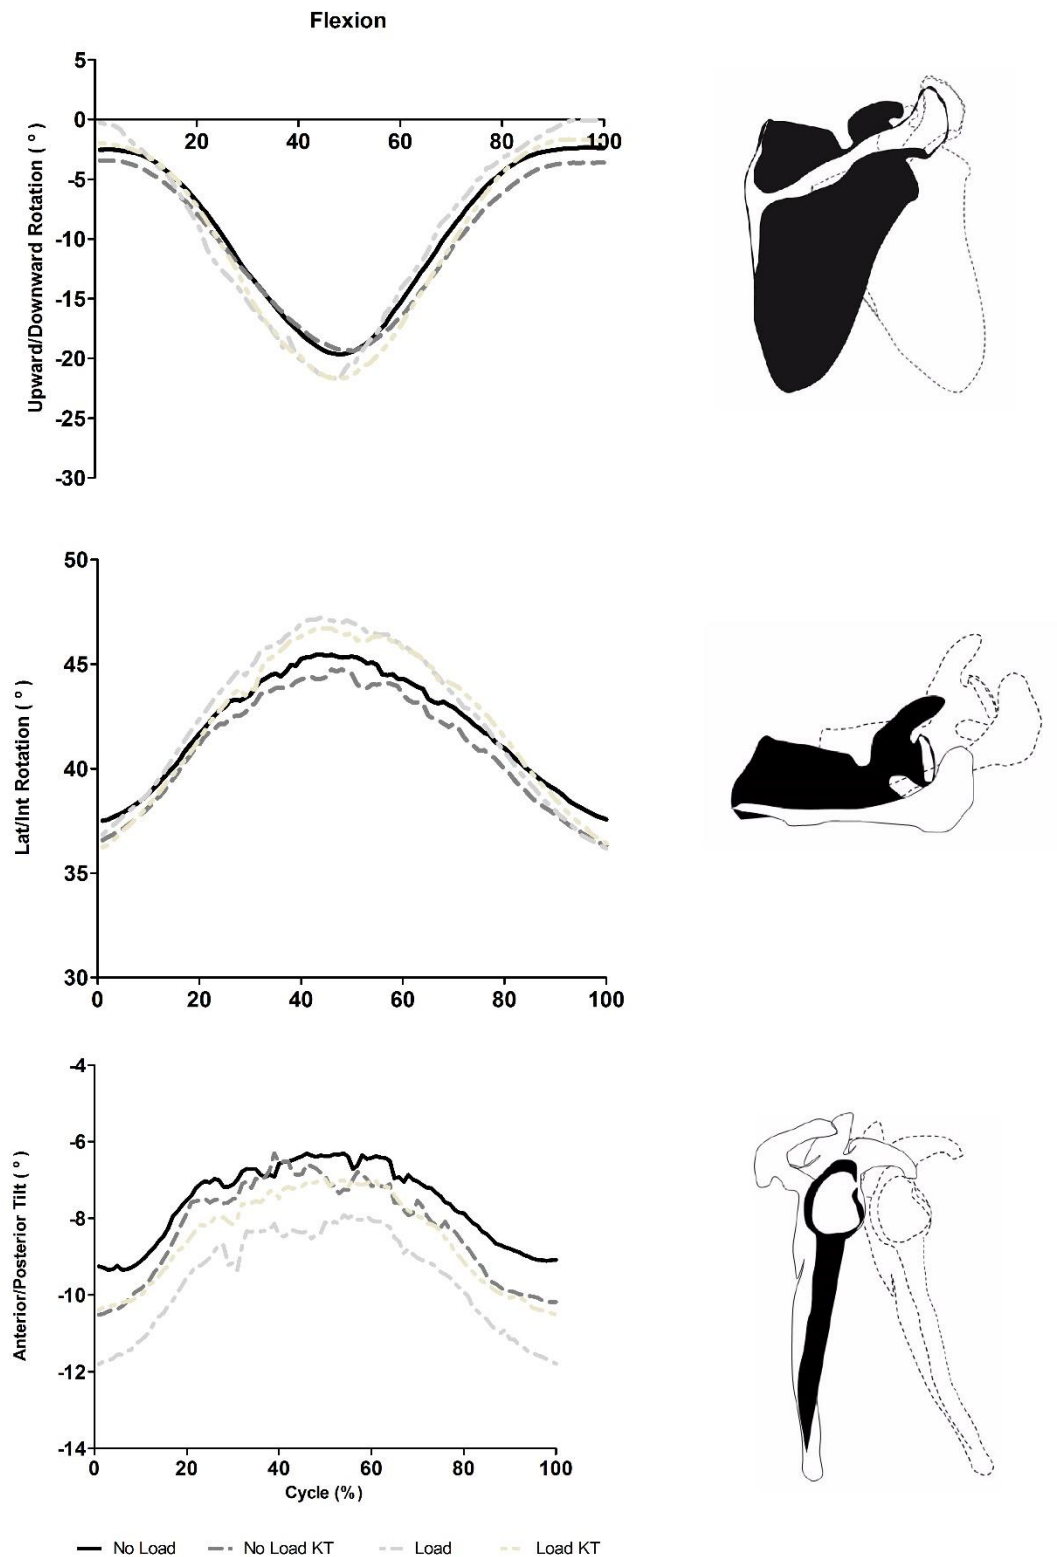 Flexion
5
0
20 40 60 80 100
-5
-10
-15
-20
-25
-30
Upward/Downward Rotation ( º )
50
45
40
35
30
0 20 40 60 80 100
Lat/Int Rotation ( º )
-4
-6
-8
-10
-12
-14
0 20 40 60 80 100
Anterior/Posterior Tilt ( º )
Cycle (%)
No Load No Load KT Load Load KT